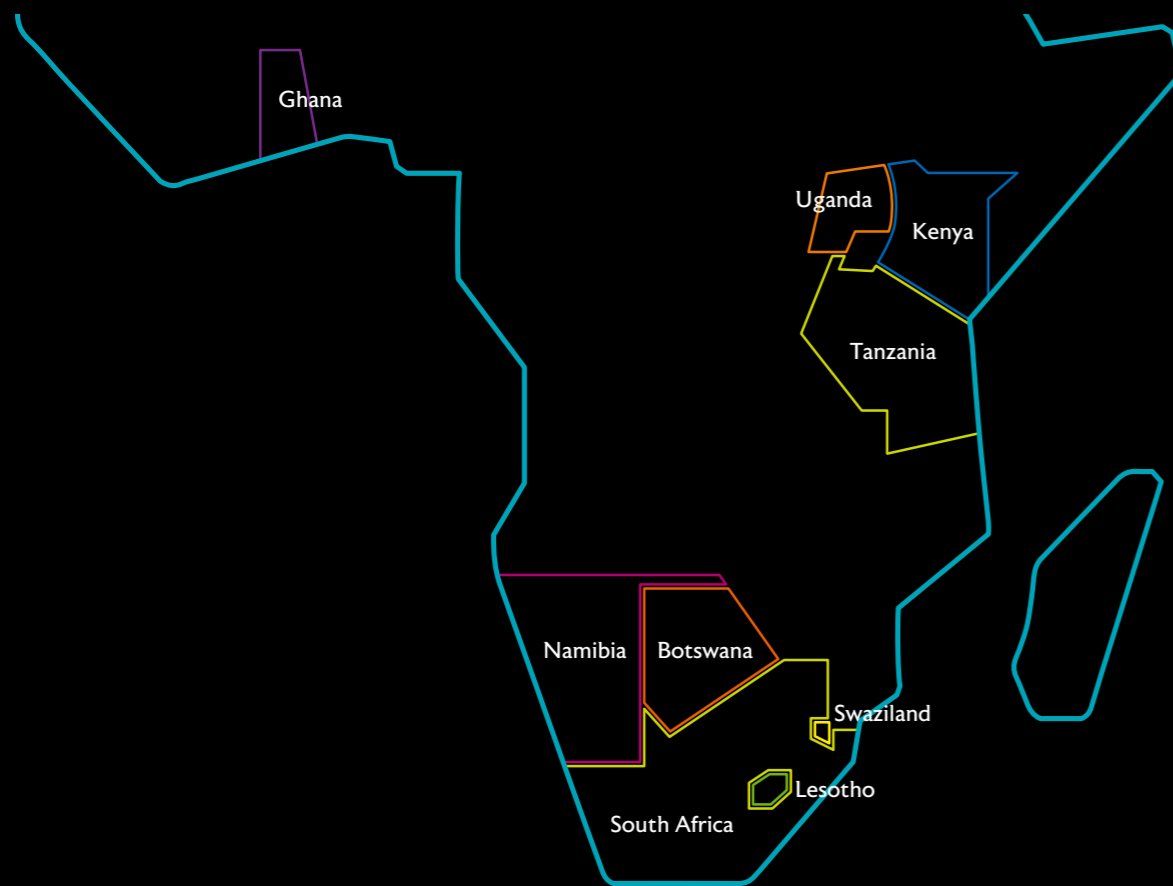 Ghana
Uganda
Kenya
Tanzania
Namibia
Botswana
Swaziland
Lesotho
South Africa